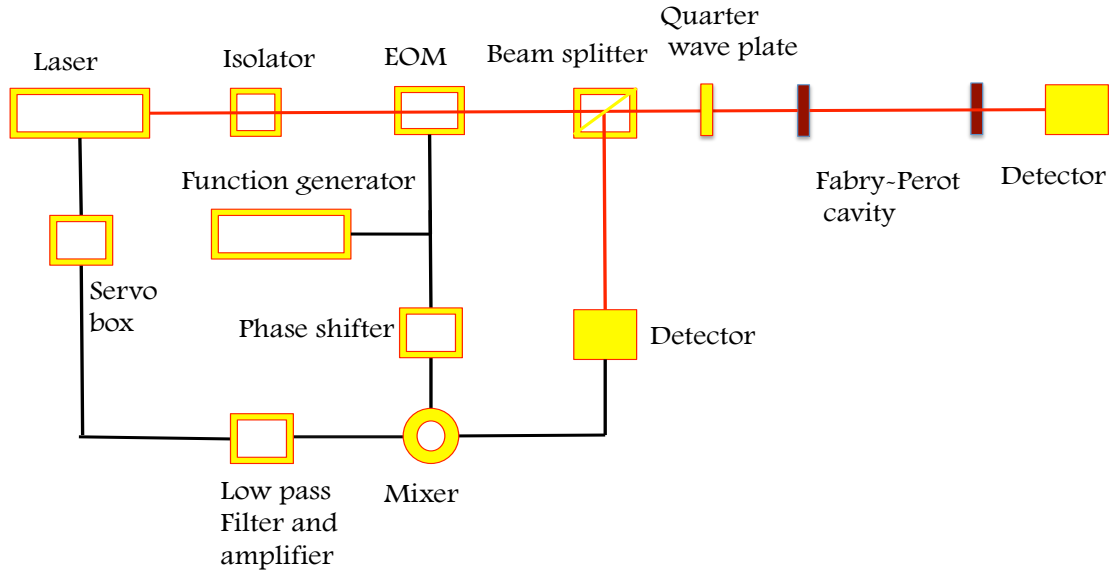 Quarter
wave plate
Laser
Isolator
EOM
Beam splitter
Function generator
Fabry-Perot
cavity
Detector
Servo
box
Phase shifter
Detector
Low pass
Filter and
amplifier
Mixer